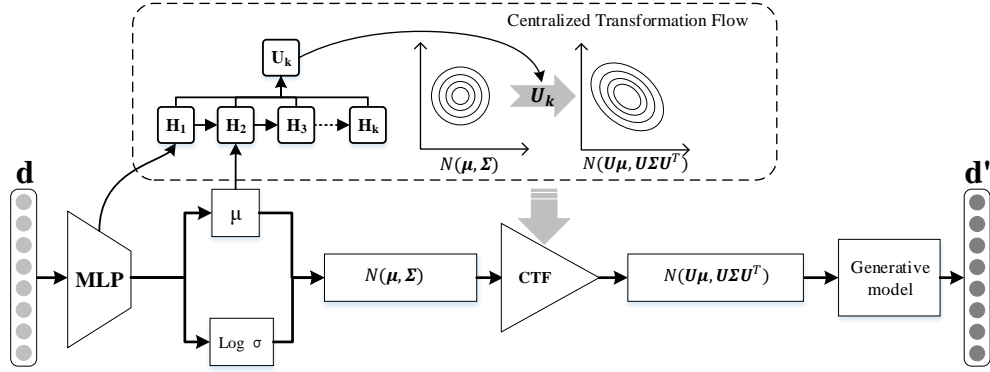 Centralized Transformation Flow
U_k
H_1
H_2
H_3
H_k
U_k
N(μ, Σ)
N(Uμ, UΣU^T)
d
d'
MLP
μ
Log σ
N(μ, Σ)
CTF
N(Uμ, UΣU^T)
Generative
model